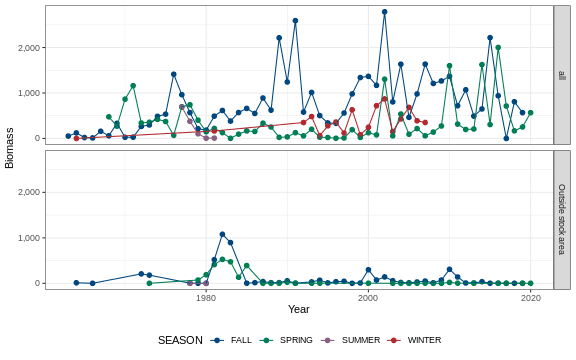 2,000
1,000
0
all
Biomass
2,000
1,000
0
Outside stock area
1980
2000
2020
Year
SEASON FALL SPRING SUMMER WINTER